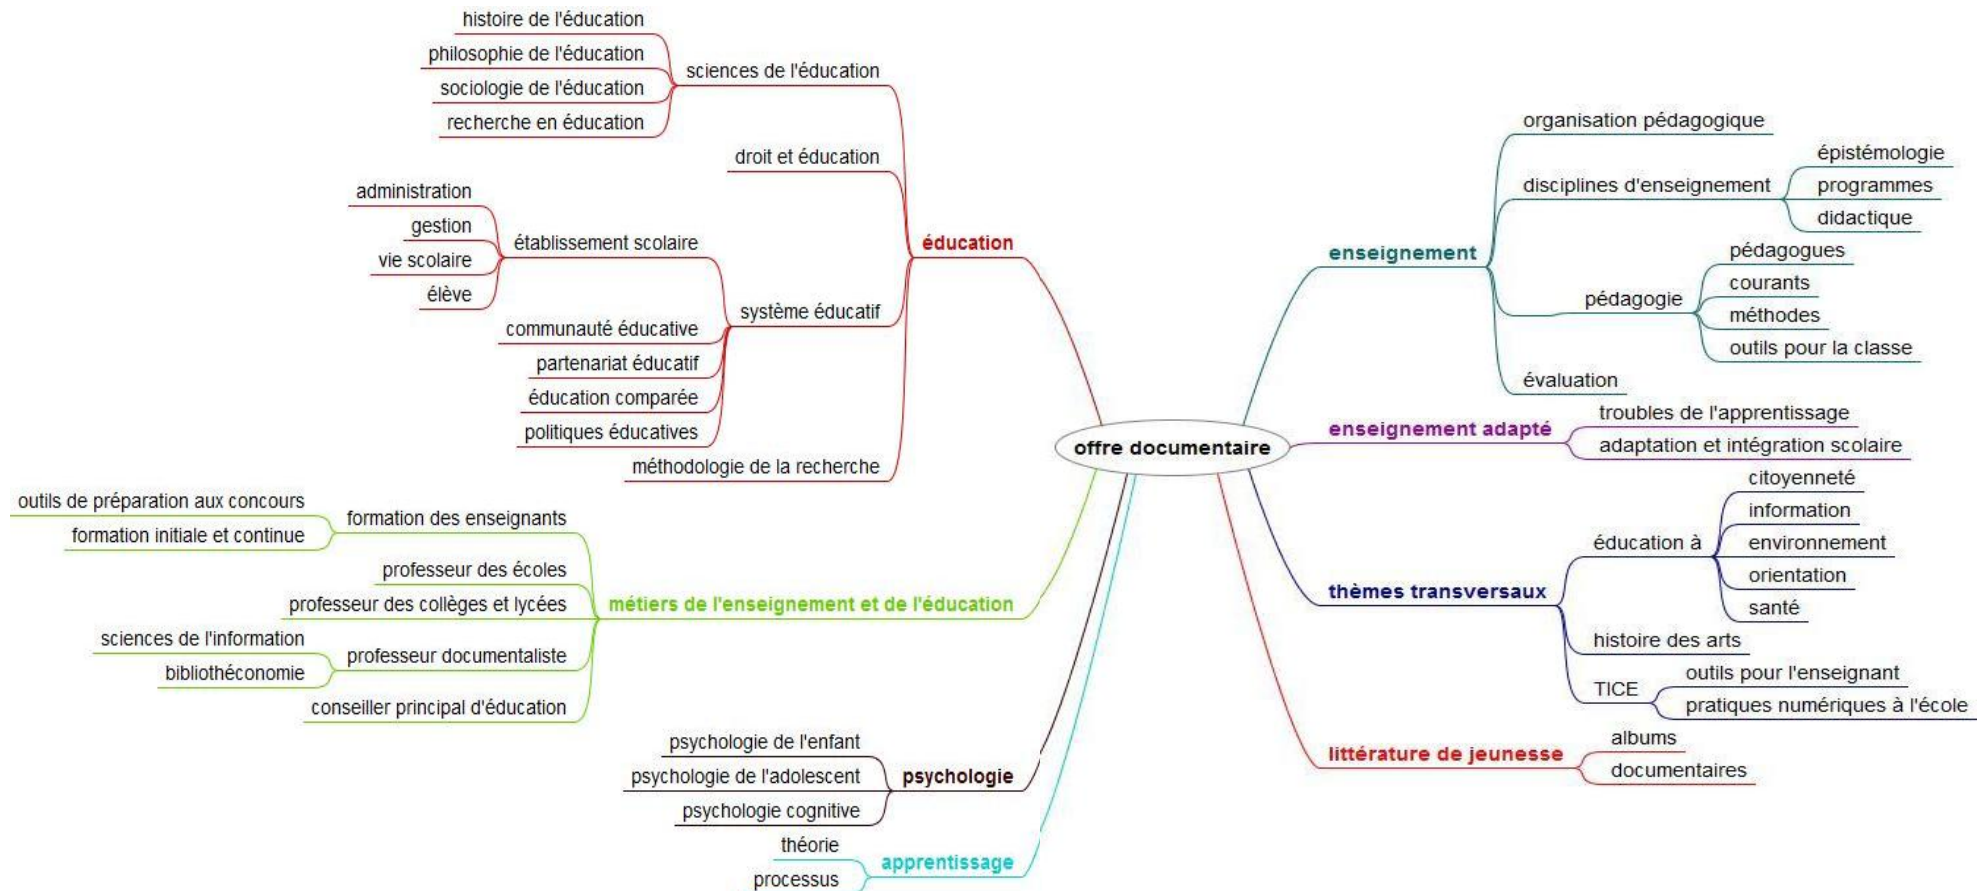 histoire de l'éducation
philosophie de l'éducation
sociologie de l'éducation
recherche en éducation
sciences de l'éducation
droit et éducation
administration
gestion
vie scolaire
élève
établissement scolaire
communauté éducative
partenariat éducatif
éducation comparée
politiques éducatives
système éducatif
méthodologie de la recherche
éducation
outils de préparation aux concours
formation initiale et continue
formation des enseignants
professeur des écoles
professeur des collèges et lycées
sciences de l'information
bibliothéconomie
professeur documentaliste
conseiller principal d'éducation
métiers de l'enseignement et de l'éducation
psychologie de l'enfant
psychologie de l'adolescent
psychologie cognitive
psychologie
théorie
processus
apprentissage
offre documentaire
enseignement
organisation pédagogique
disciplines d'enseignement
épistémologie
programmes
didactique
pédagogie
pédagogues
courants
méthodes
outils pour la classe
évaluation
enseignement adapté
troubles de l'apprentissage
adaptation et intégration scolaire
thèmes transversaux
éducation à
citoyenneté
information
environnement
orientation
santé
histoire des arts
TICE
outils pour l'enseignant
pratiques numériques à l'école
littérature de jeunesse
albums
documentaires